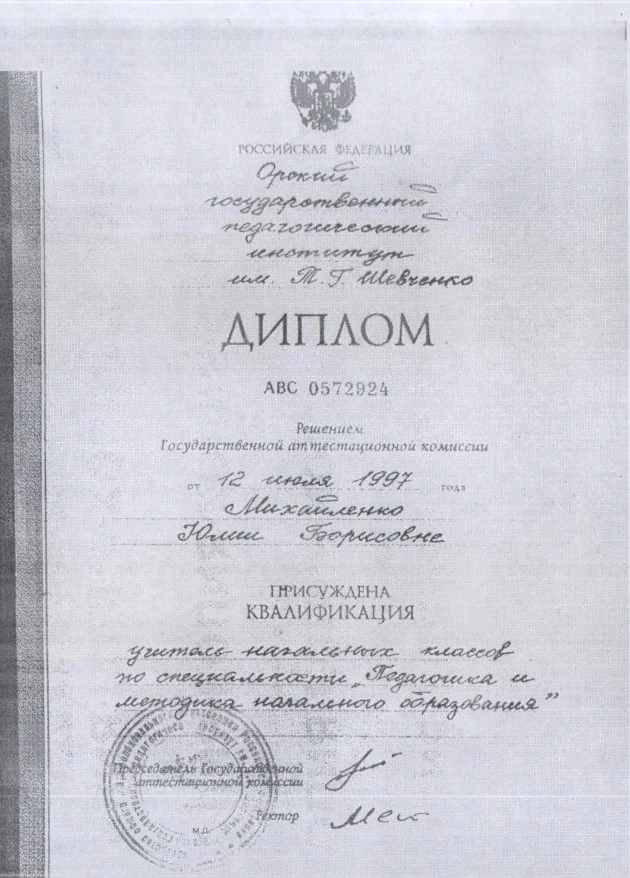 РОССИЙСКАЯ ФЕДЕРАЦИЯ
Орский
государственный
педагогический
институт
им. Т. Г. Шевченко
ДИПЛОМ
АВС 0572924
Решением
Государственной аттестационной комиссии
от 12 июля 1997 года
Михайленко
Юлии Борисовне
ПРИСУЖДЕНА
КВАЛИФИКАЦИЯ
учитель начальных классов
по специальности „Педагогика и
методика начального образования”
Председатель Государственной
аттестационной комиссии
Ректор
М.П.